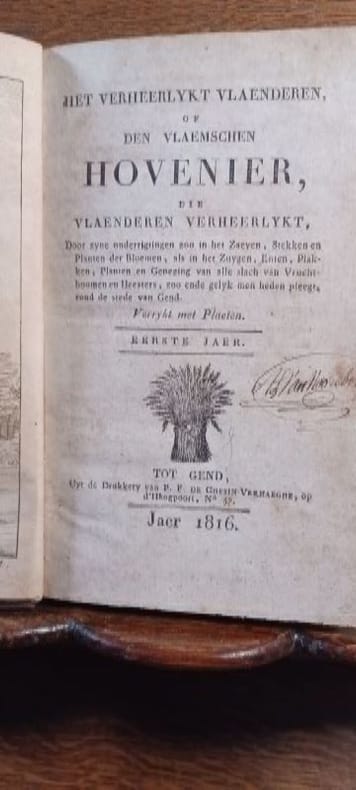 HET VERHEERLYKT VLAENDEREN,
OF
DEN VLAEMSCHEN
HOVENIER,
DIE
VLAENDEREN VERHEERLYKT,
Door zyne onderrigtingen zoo in het Zaeyen, Stekken en
Planten der Bloemen, als in het Zuygen, Enten, Plak-
ken, Planten en Genezing van alle slach van Vrucht-
boomen en Heesters, zoo ende gelyk men heden pleegt,
rond de stede van Gend.
Verrykt met Plaeten.
EERSTE JAER.
TOT GEND,
Uyt de Drukkery van P. F. DE GOESIN-VERHAEGHE, op
d'Hoogpoort, N° 37.
Jaer 1816.